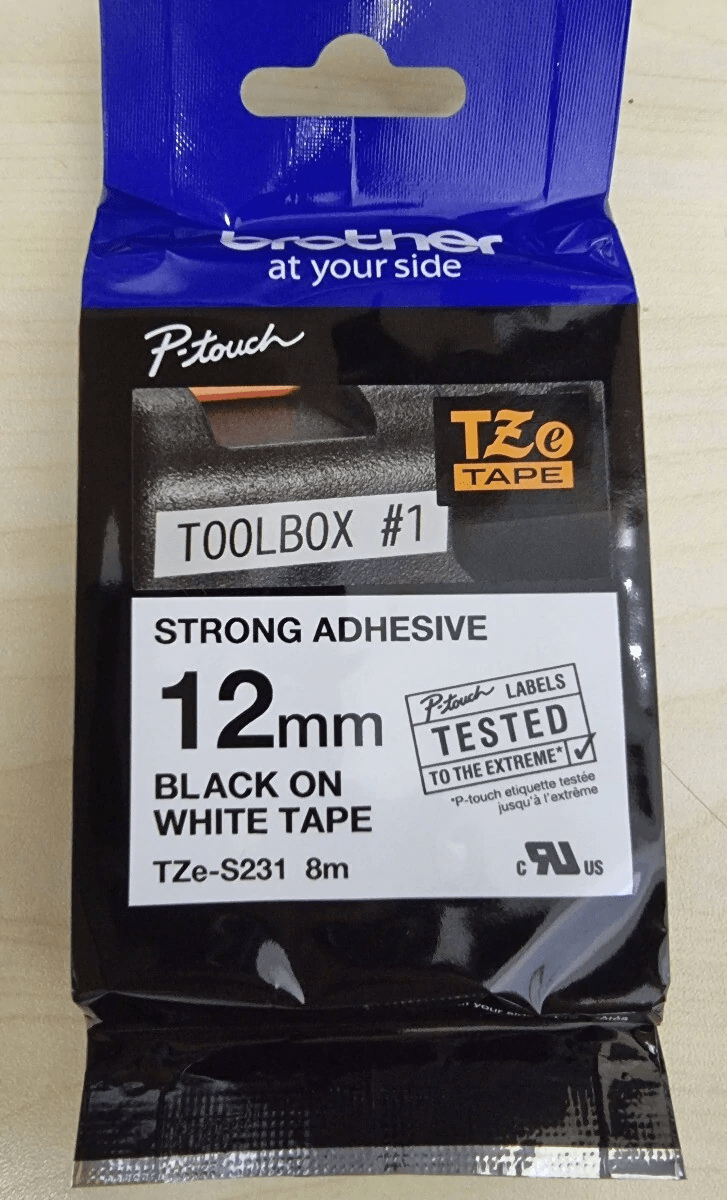 brother
at your side
P-touch
TZe
TAPE
TOOLBOX #1
STRONG ADHESIVE
12mm
BLACK ON
WHITE TAPE
TZe-S231 8m
P-touch LABELS
TESTED
TO THE EXTREME*
*P-touch etiquette testée
jusqu'à l'extrême
c RU US